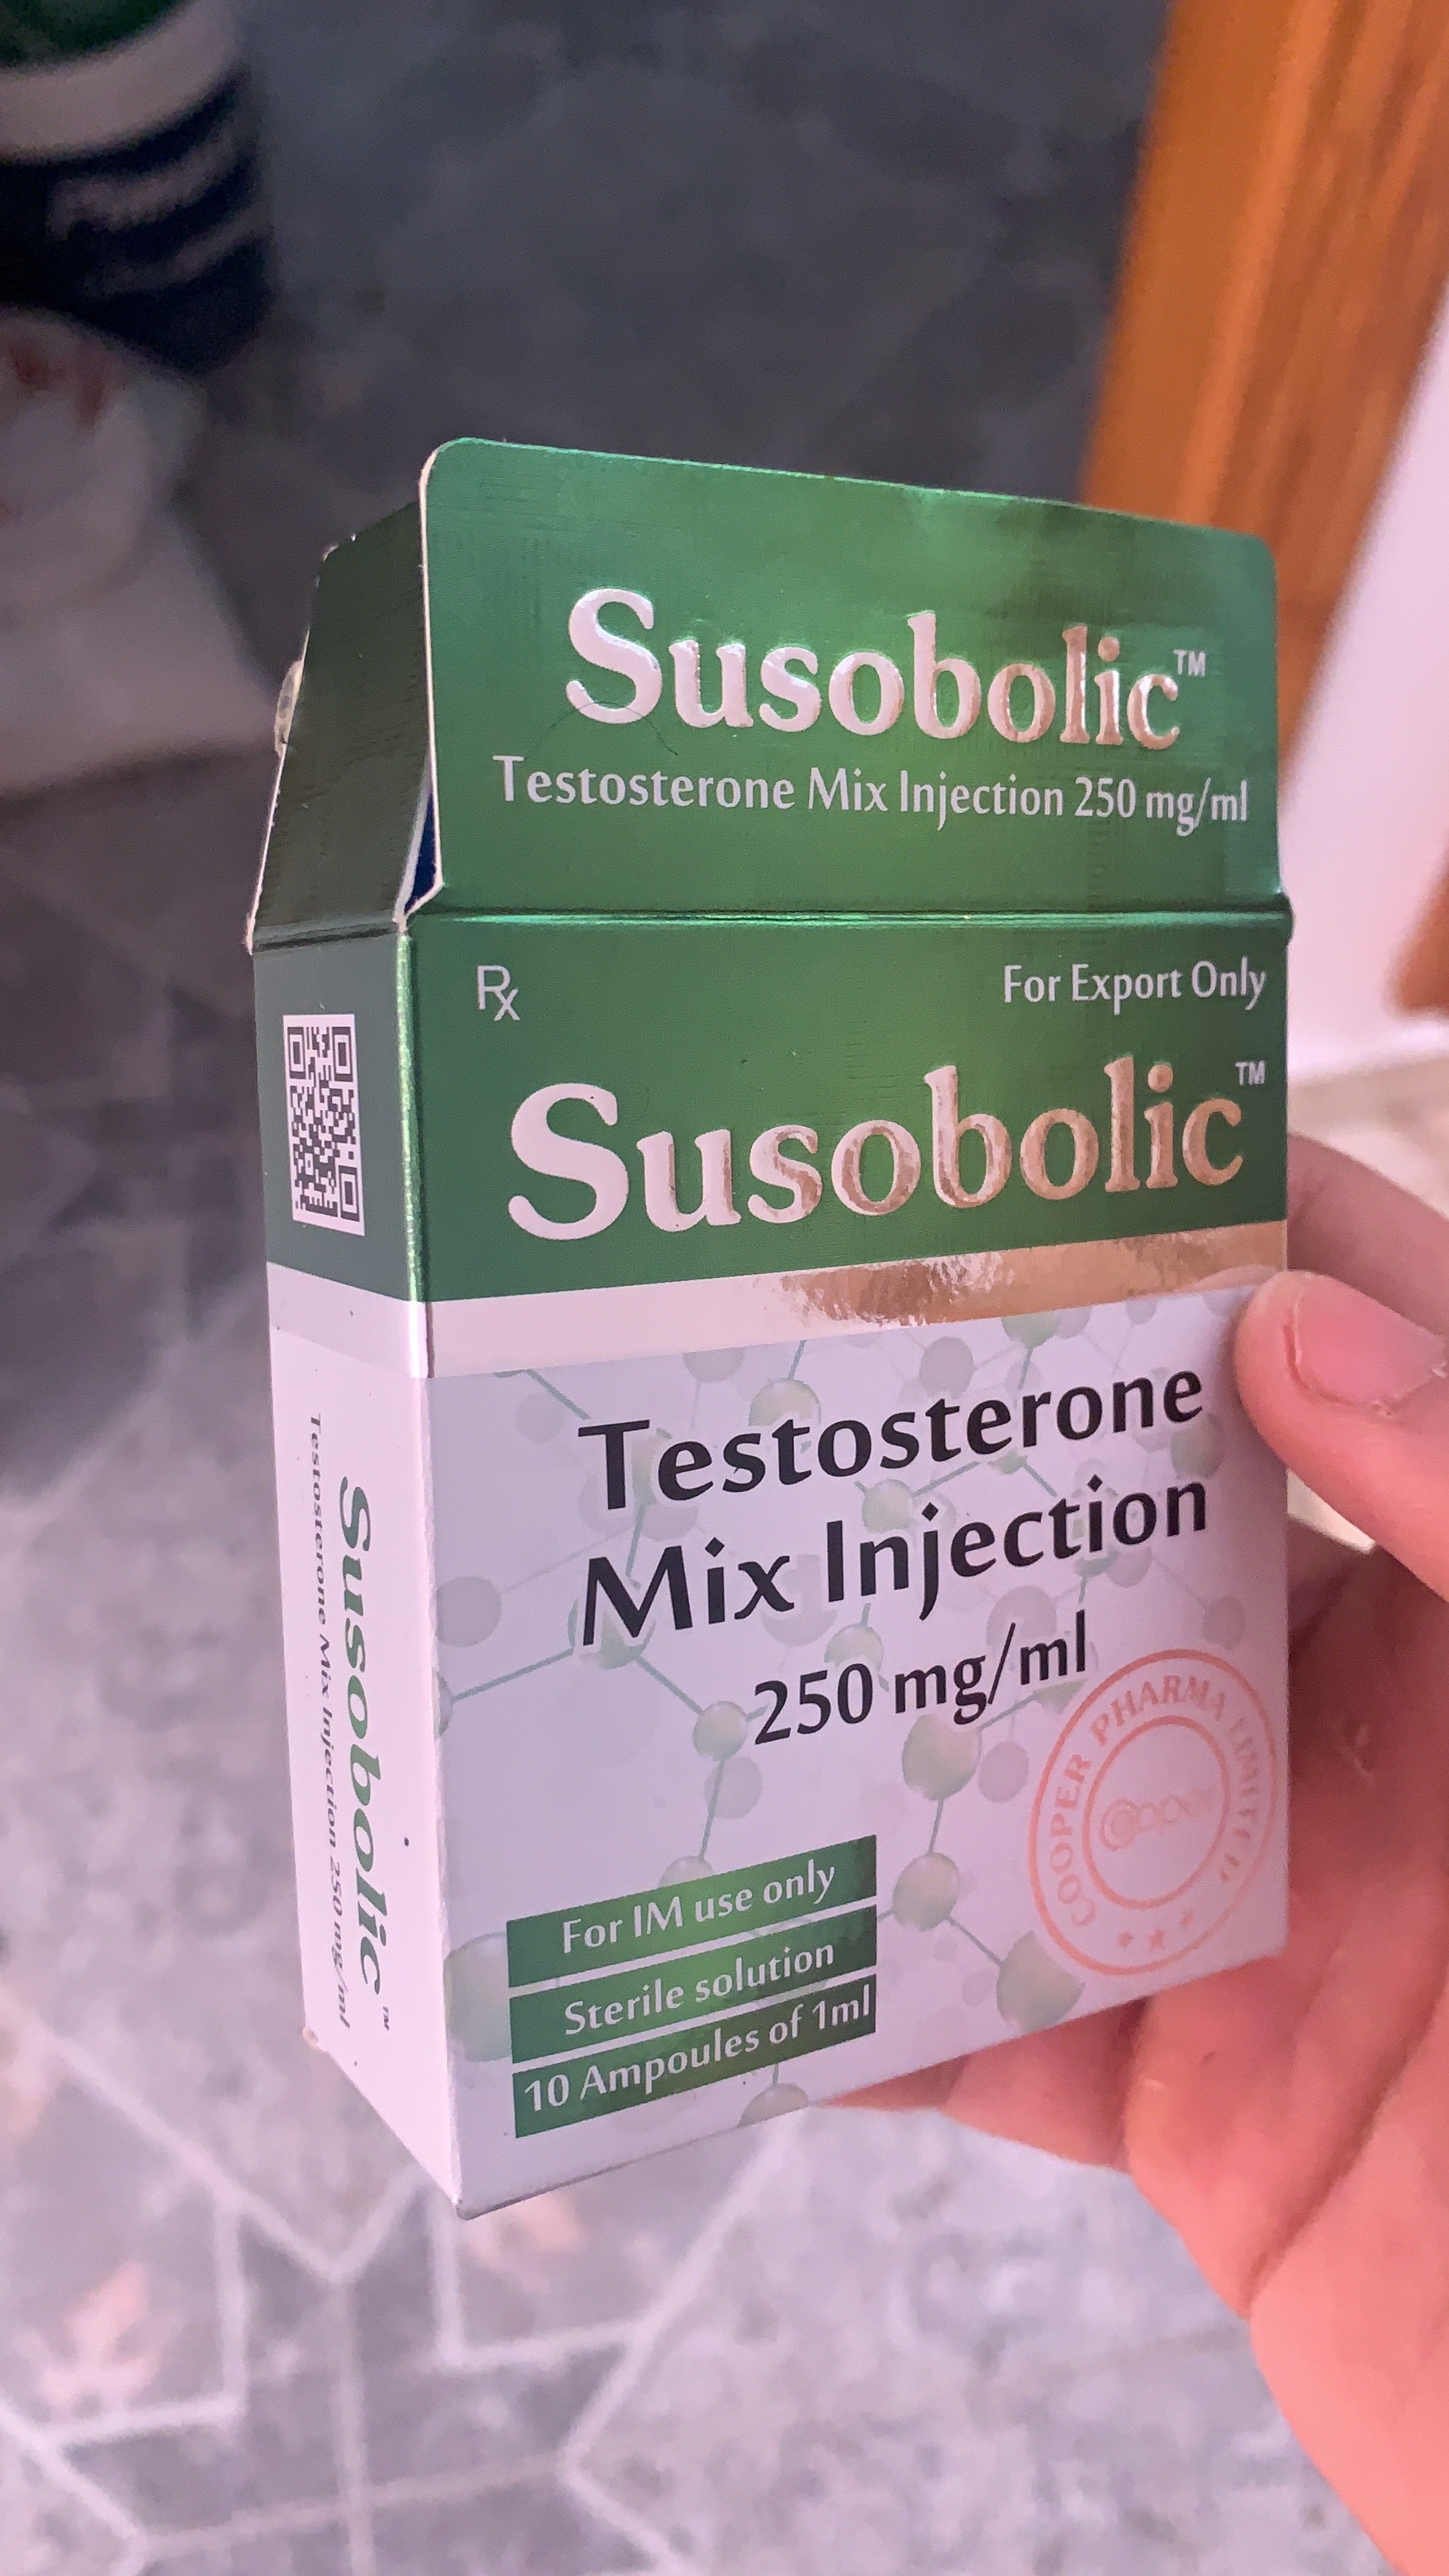 Susobolic™
Testosterone Mix Injection 250 mg/ml
Rx
For Export Only
Susobolic™
Testosterone
Mix Injection
250 mg/ml
COOPER PHARMA LIMITED
Cooper
For IM use only
Sterile solution
10 Ampoules of 1ml
Susobolic™
Testosterone Mix Injection 250 mg/ml